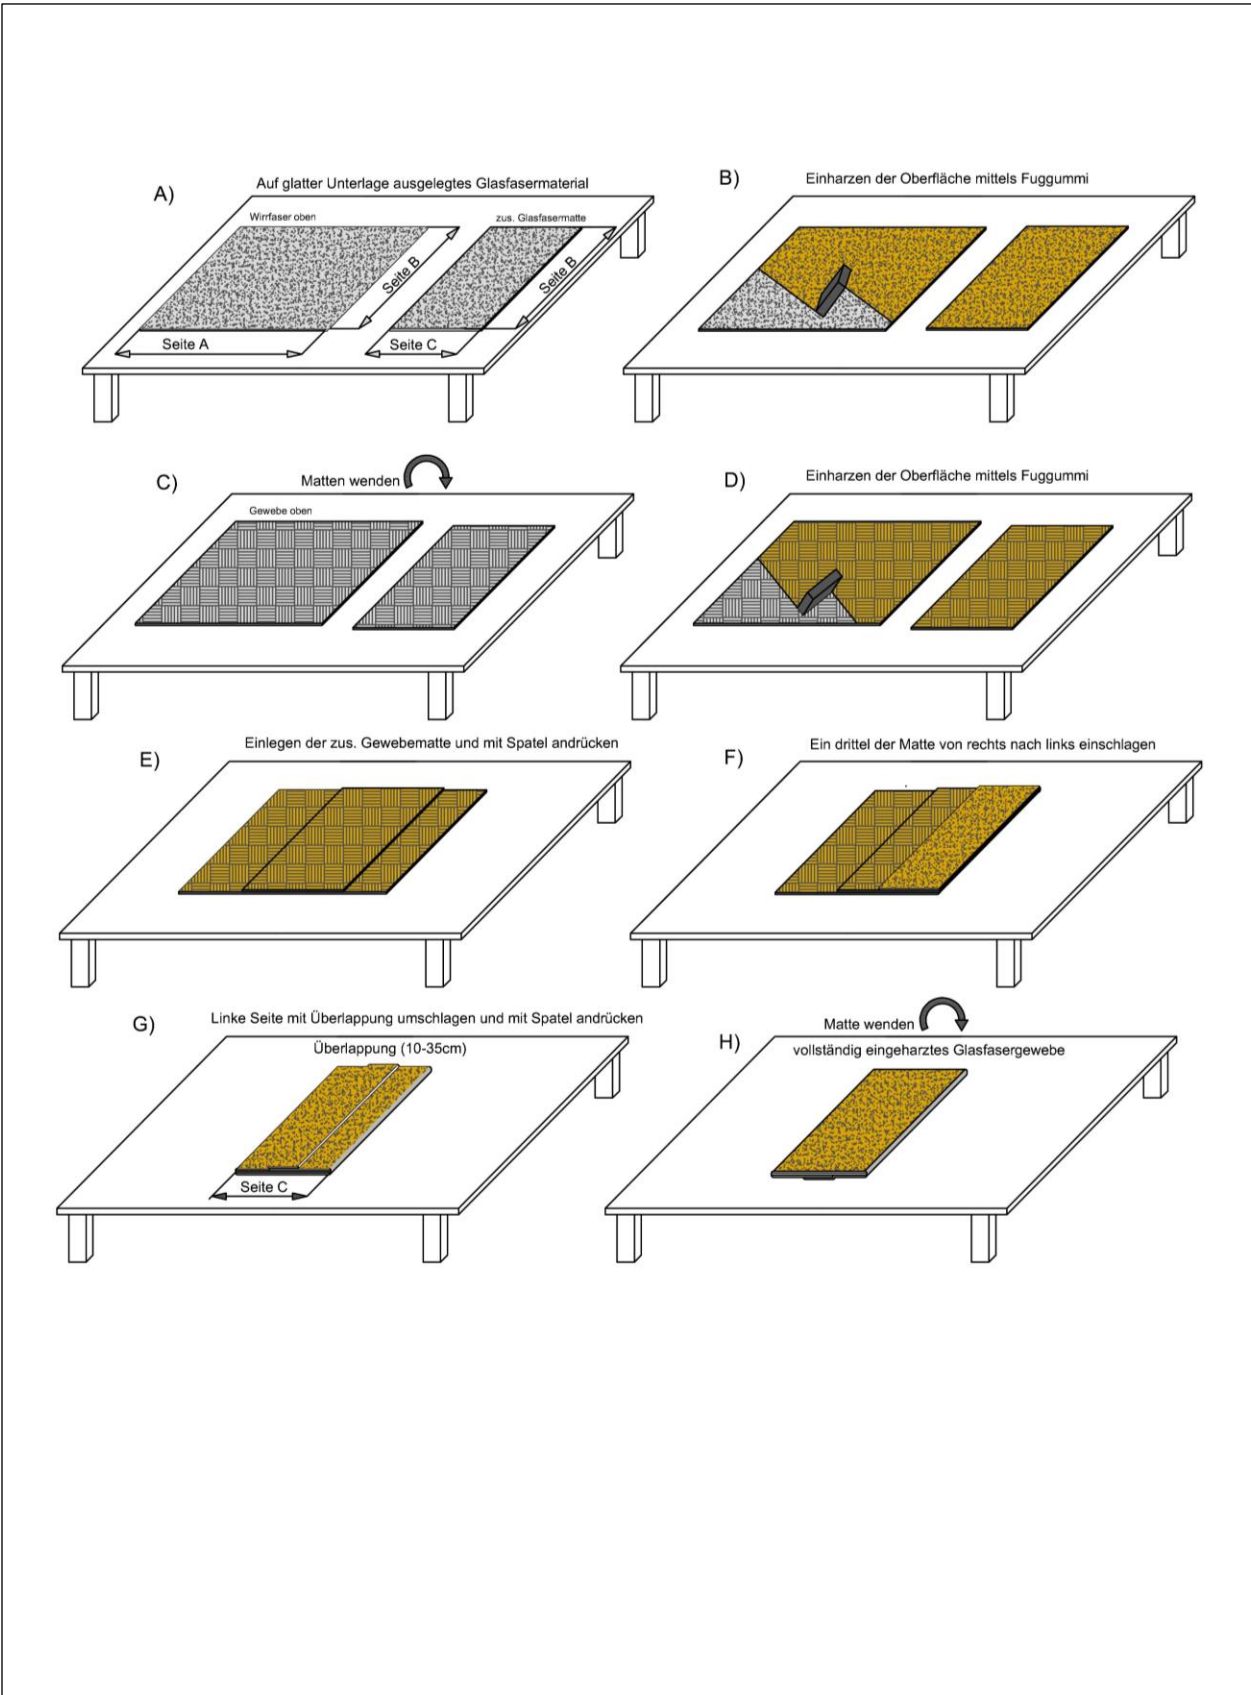 A)
Auf glatter Unterlage ausgelegtes Glasfasermaterial
Wirrfaser oben
zus. Glasfasermatte
Seite B
Seite B
Seite A
Seite C
B)
Einharzen der Oberfläche mittels Fuggummi
C)
Matten wenden
Gewebe oben
D)
Einharzen der Oberfläche mittels Fuggummi
E)
Einlegen der zus. Gewebematte und mit Spatel andrücken
F)
Ein drittel der Matte von rechts nach links einschlagen
G)
Linke Seite mit Überlappung umschlagen und mit Spatel andrücken
Überlappung (10-35cm)
Seite C
H)
Matte wenden
vollständig eingeharztes Glasfasergewebe